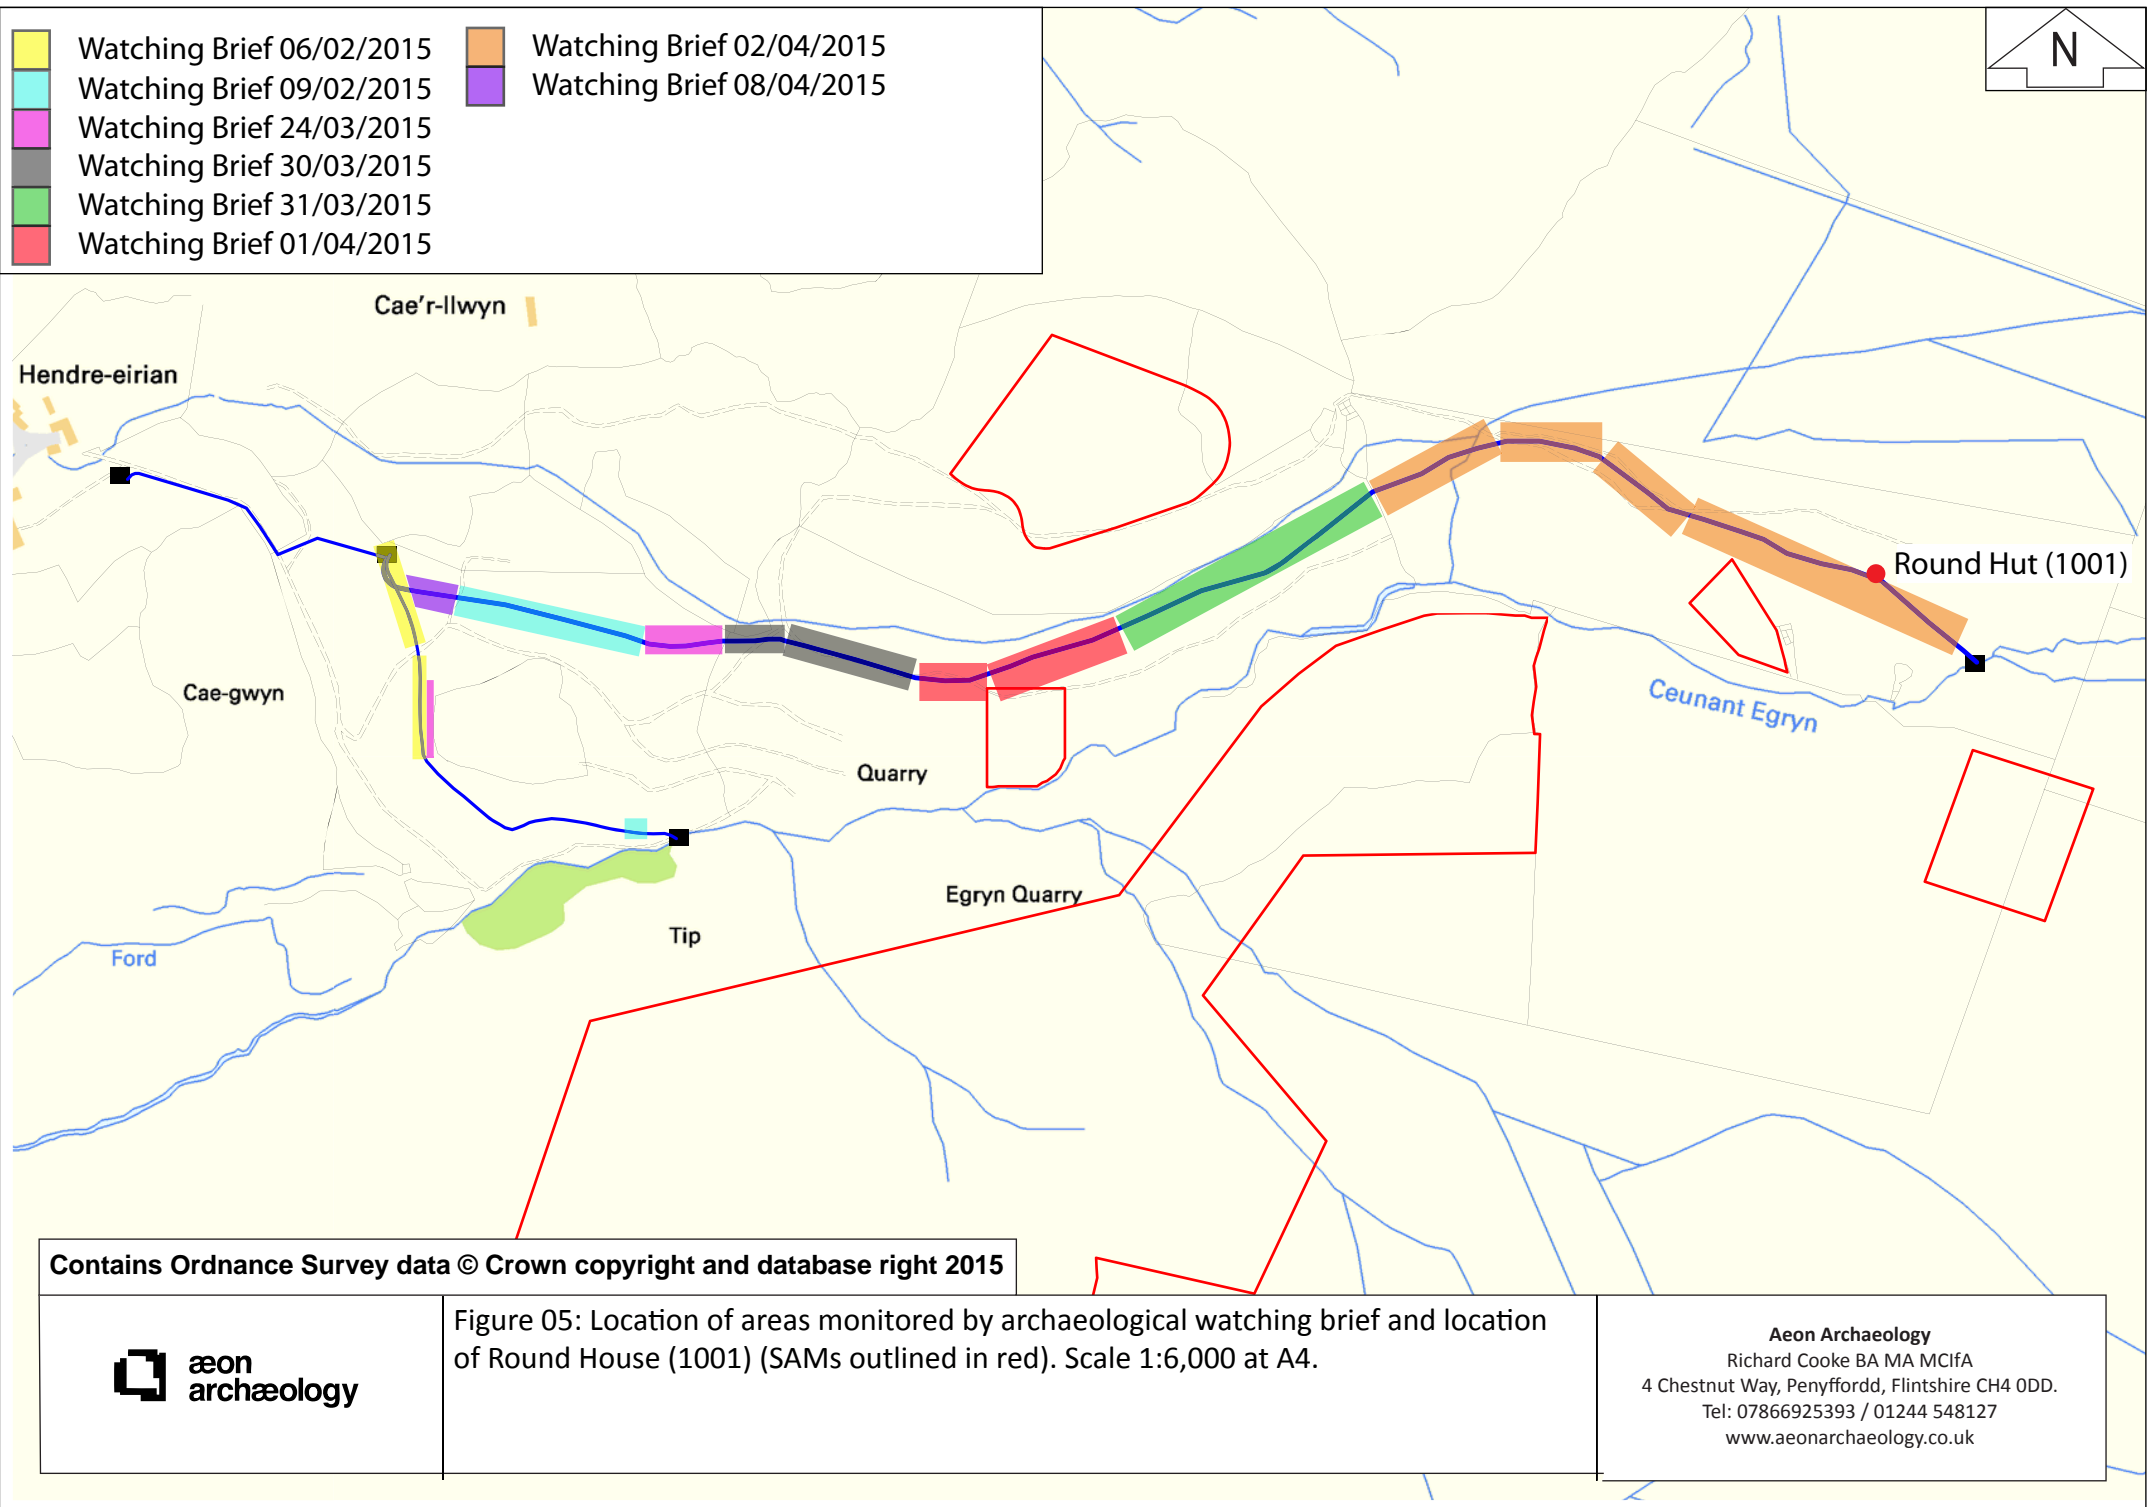 Watching Brief 06/02/2015
Watching Brief 09/02/2015
Watching Brief 24/03/2015
Watching Brief 30/03/2015
Watching Brief 31/03/2015
Watching Brief 01/04/2015
Watching Brief 02/04/2015
Watching Brief 08/04/2015
N
Cae'r-llwyn
Hendre-eirian
Round Hut (1001)
Cae-gwyn
Ceunant Egryn
Quarry
Egryn Quarry
Tip
Ford
Contains Ordnance Survey data © Crown copyright and database right 2015
æon
archæology
Figure 05: Location of areas monitored by archaeological watching brief and location
of Round House (1001) (SAMs outlined in red). Scale 1:6,000 at A4.
Aeon Archaeology
Richard Cooke BA MA MCIfA
4 Chestnut Way, Penyffordd, Flintshire CH4 0DD.
Tel: 07866925393 / 01244 548127
www.aeonarchaeology.co.uk